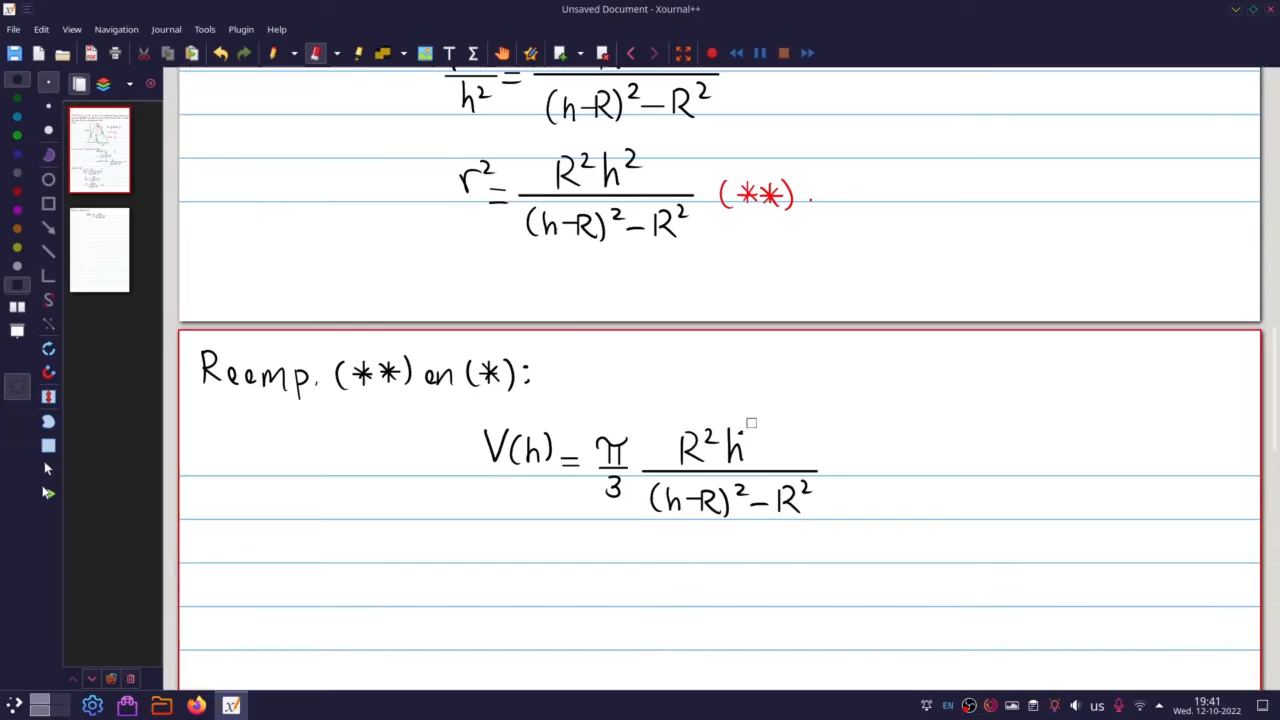 Unsaved Document - Xournal++
File Edit View Navigation Journal Tools Plugin Help
h² = (h-R)²-R²
r² = R²h² / (h-R)²-R² (**).
Reemp. (**) en (*):
V(h) = π/3 R²h / (h-R)²-R²
EN
us
19:41
Wed. 12-10-2022